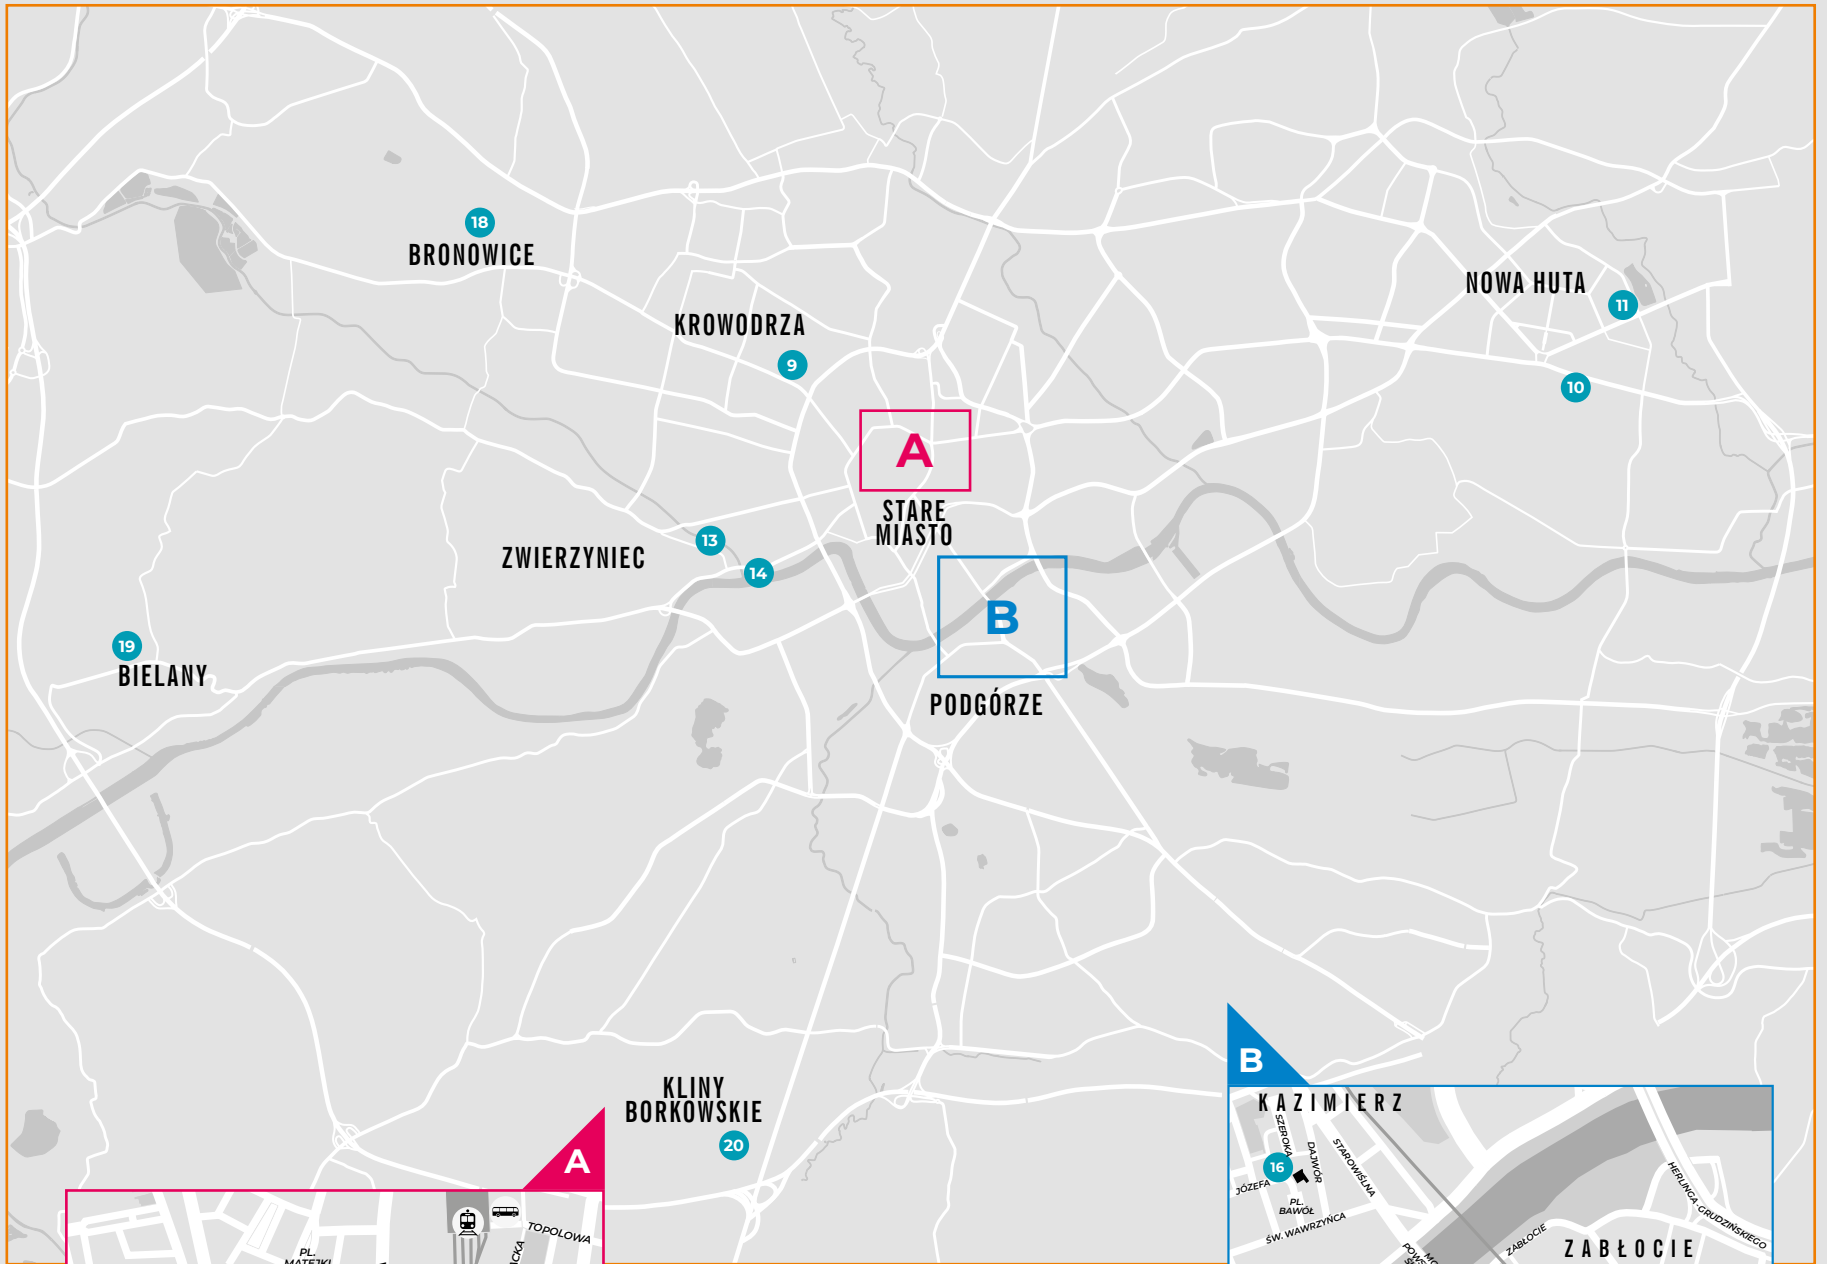 18
BRONOWICE
NOWA HUTA
11
KROWODRZA
9
10
A
STARE
MIASTO
13
ZWIERZYNIEC
14
B
19
BIELANY
PODGÓRZE
KLINY
BORKOWSKIE
20
A
TOPOLOWA
PL.
MATEJKI
B
KAZIMIERZ
SZEROKA
DAJWÓR
STAROWIŚLNA
16
JÓZEFA
PL.
BAWÓŁ
ŚW. WAWRZYŃCA
HERLINGA-GRUDZIŃSKIEGO
ZABŁOCIE
ZABŁOCIE